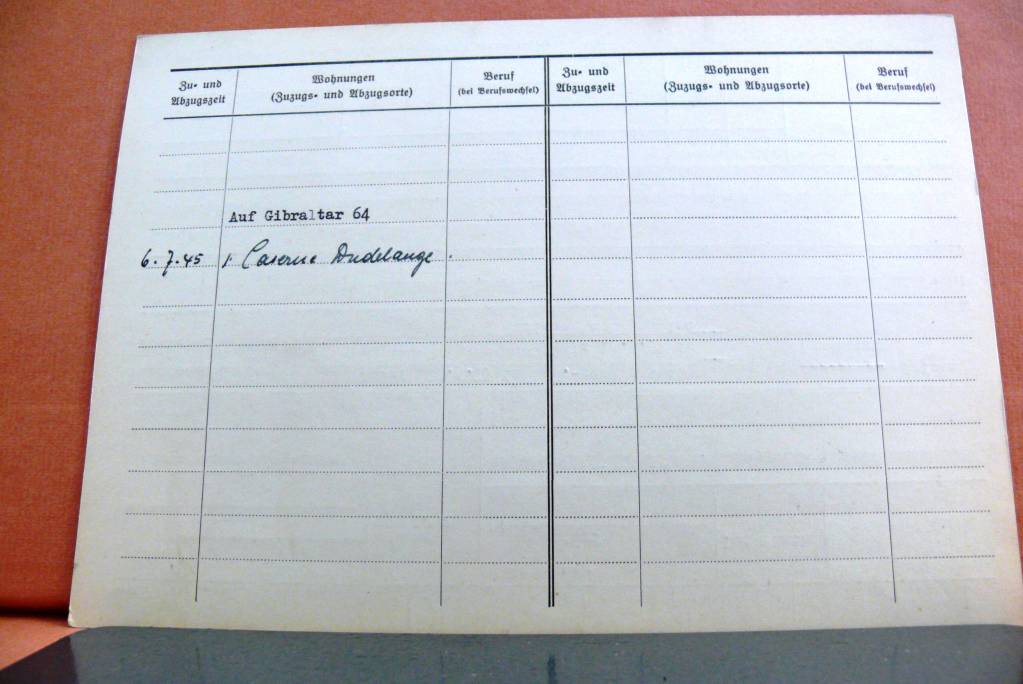 Zu- und
Abzugszeit
Wohnungen
(Zuzugs- und Abzugsorte)
Beruf
(bei Berufswechsel)
Zu- und
Abzugszeit
Wohnungen
(Zuzugs- und Abzugsorte)
Beruf
(bei Berufswechsel)
Auf Gibraltar 64
6.7.45 Caserne Dudelange